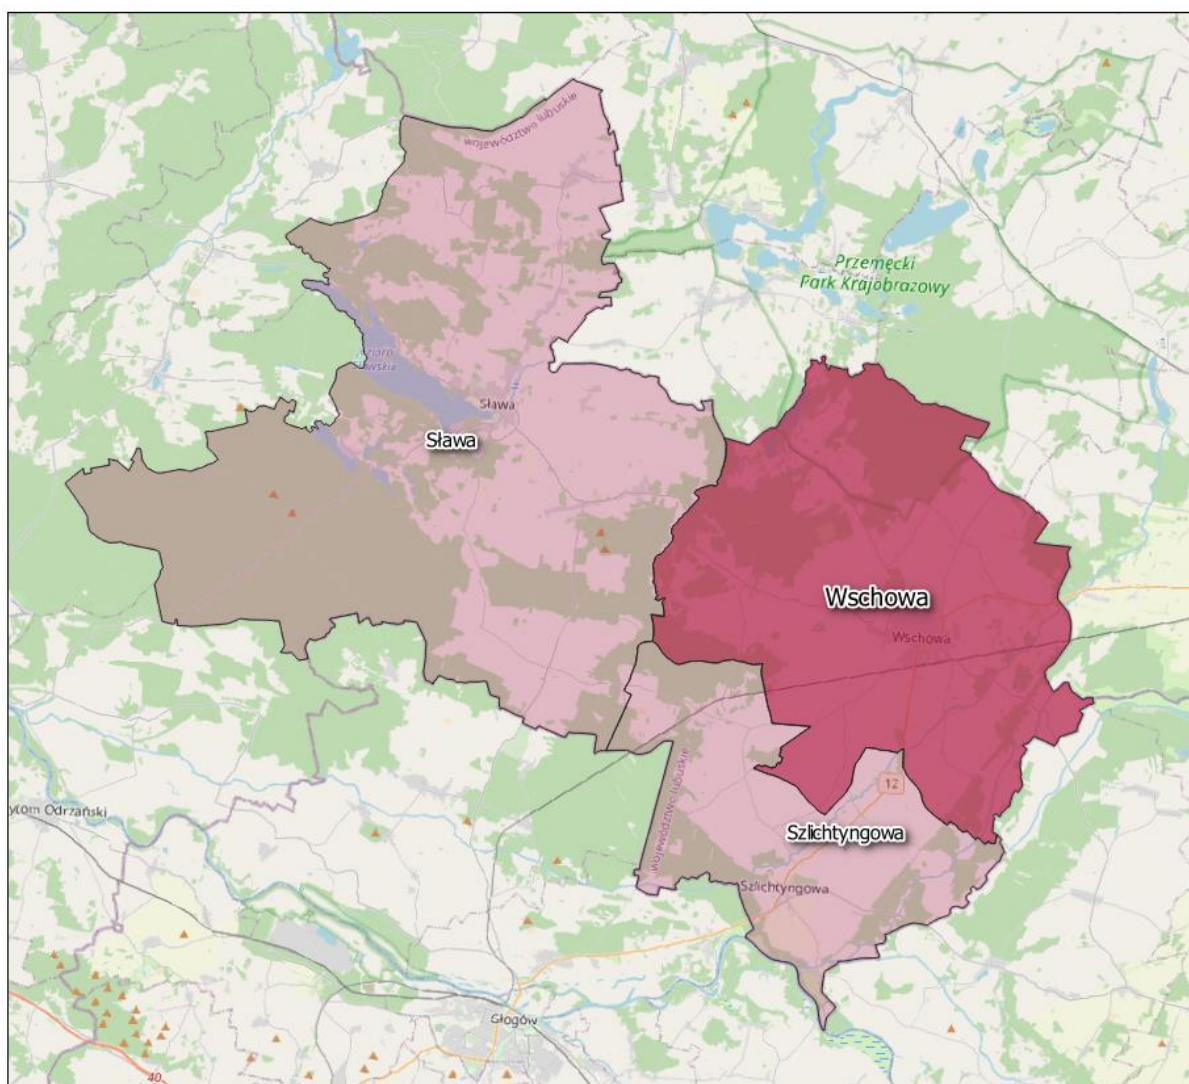 województwo lubuskie
Przemęcki
Park Krajobrazowy
Sława
Sława
Wschowa
Wschowa
województwo lubuskie
12
Szlichtyngowa
Szlichtyngowa
ytom Odrzański
Głogów
40